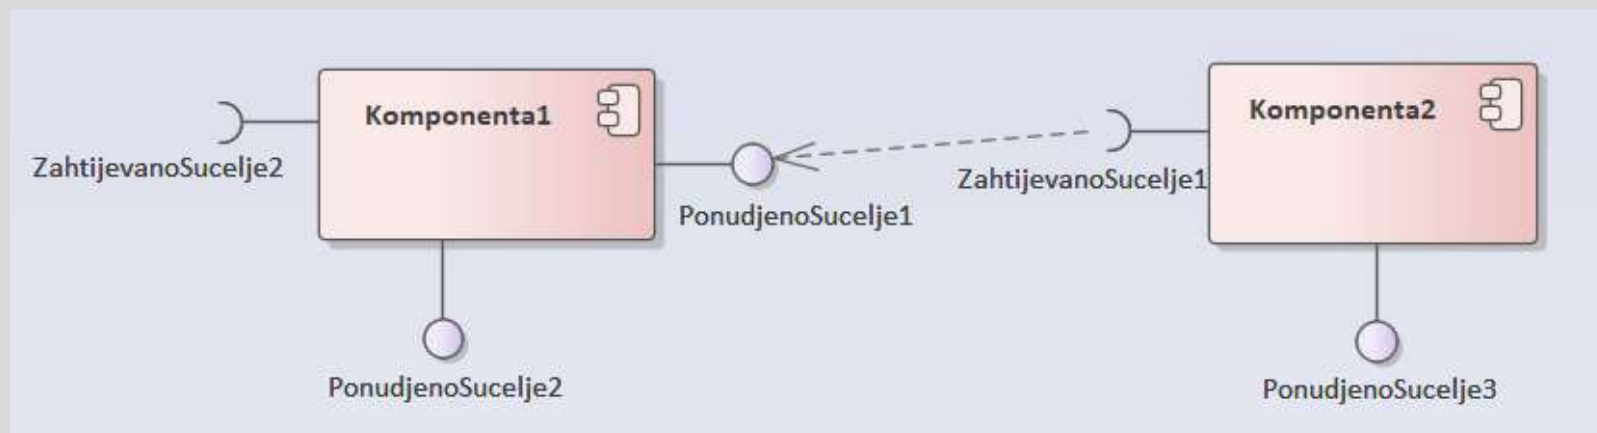 Komponenta1
Komponenta2
ZahtijevanoSucelje2
ZahtijevanoSucelje1
PonudjenoSucelje1
PonudjenoSucelje2
PonudjenoSucelje3